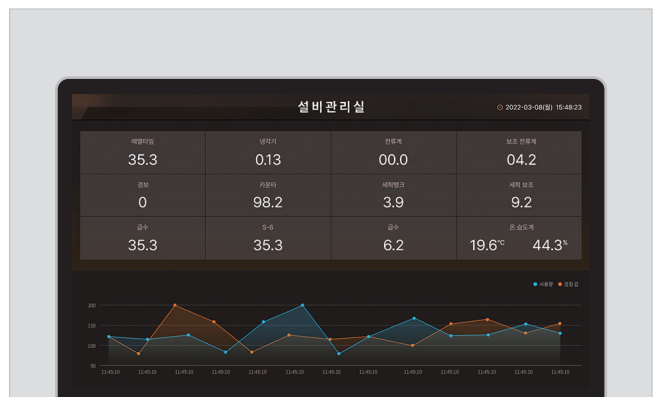 설비관리실
2022-03-08(월) 15:48:23
예열타임 냉각기 전류계 보조 전류계
35.3 0.13 00.0 04.2
경보 카운타 세척탱크 세척 보조
0 98.2 3.9 9.2
급수 S-6 급수 온.습도계
35.3 35.3 6.2 19.6℃ 44.3%
사용량 검침 값
200
150
100
50
11:45:10 11:45:10 11:45:10 11:45:10 11:45:10 11:45:10 11:45:10 11:45:10 11:45:10 11:45:10 11:45:10 11:45:10 11:45:10